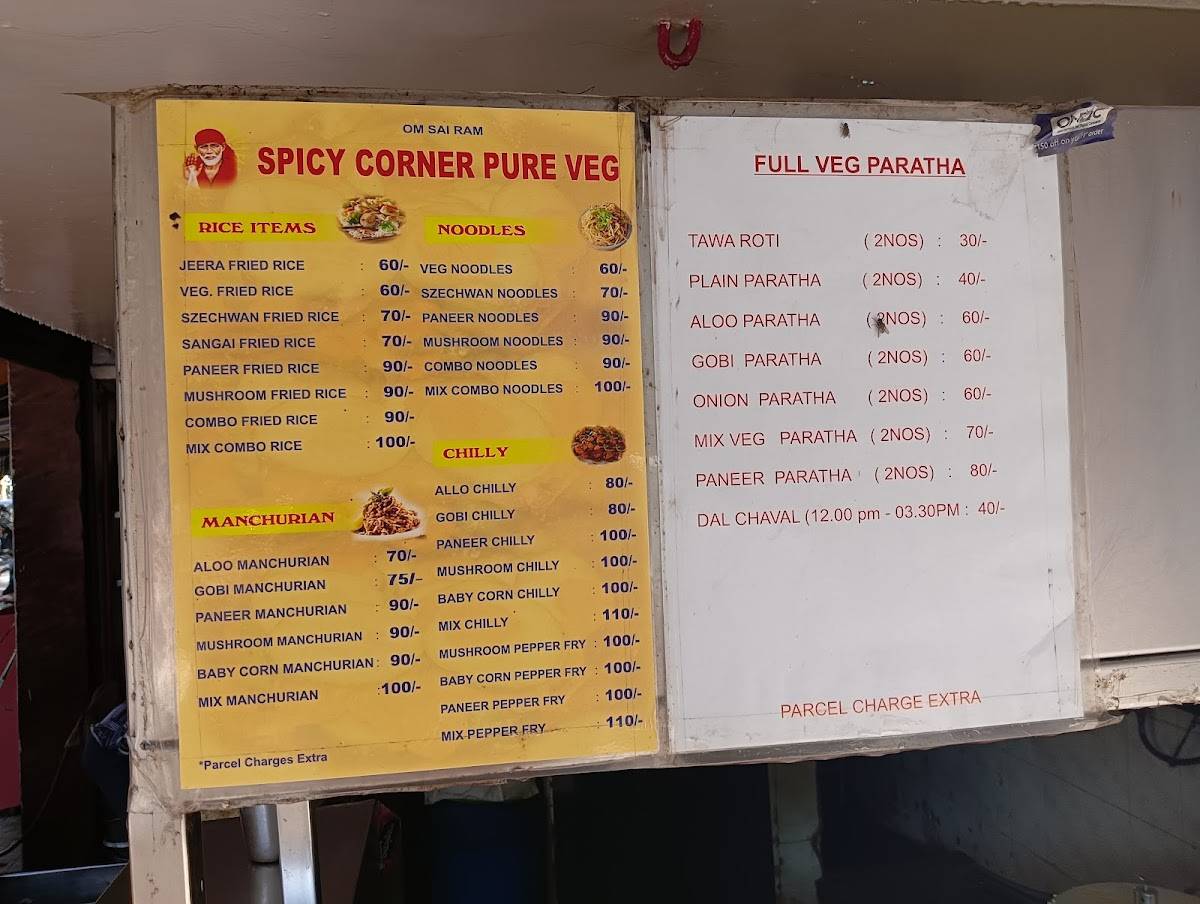 OM SAI RAM
SPICY CORNER PURE VEG
RICE ITEMS
JEERA FRIED RICE : 60/-
VEG. FRIED RICE : 60/-
SZECHWAN FRIED RICE : 70/-
SANGAI FRIED RICE : 70/-
PANEER FRIED RICE : 90/-
MUSHROOM FRIED RICE : 90/-
COMBO FRIED RICE : 90/-
MIX COMBO RICE : 100/-
MANCHURIAN
ALOO MANCHURIAN : 70/-
GOBI MANCHURIAN : 75/-
PANEER MANCHURIAN : 90/-
MUSHROOM MANCHURIAN : 90/-
BABY CORN MANCHURIAN : 90/-
MIX MANCHURIAN :100/-
*Parcel Charges Extra
NOODLES
VEG NOODLES : 60/-
SZECHWAN NOODLES : 70/-
PANEER NOODLES : 90/-
MUSHROOM NOODLES : 90/-
COMBO NOODLES : 90/-
MIX COMBO NOODLES : 100/-
CHILLY
ALLO CHILLY : 80/-
GOBI CHILLY : 80/-
PANEER CHILLY : 100/-
MUSHROOM CHILLY : 100/-
BABY CORN CHILLY : 100/-
MIX CHILLY : 110/-
MUSHROOM PEPPER FRY : 100/-
BABY CORN PEPPER FRY : 100/-
PANEER PEPPER FRY : 100/-
MIX PEPPER FRY : 110/-
FULL VEG PARATHA
TAWA ROTI ( 2NOS) : 30/-
PLAIN PARATHA ( 2NOS) : 40/-
ALOO PARATHA ( 2NOS) : 60/-
GOBI PARATHA ( 2NOS) : 60/-
ONION PARATHA ( 2NOS) : 60/-
MIX VEG PARATHA ( 2NOS) : 70/-
PANEER PARATHA ( 2NOS) : 80/-
DAL CHAVAL (12.00 pm - 03.30PM : 40/-
PARCEL CHARGE EXTRA
off on your order